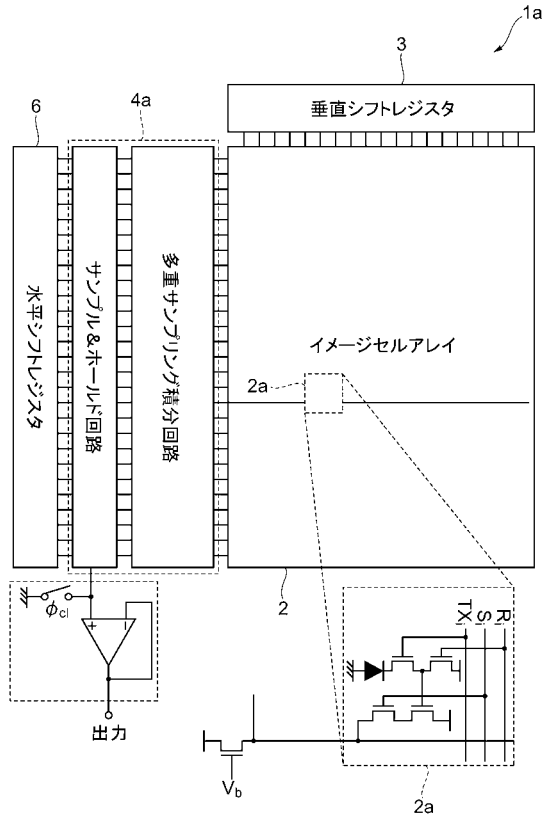 1a
3
垂直シフトレジスタ
6
4a
水平シフトレジスタ
サンプル&ホールド回路
多重サンプリング積分回路
イメージセルアレイ
2a
2
φcl
+
−
出力
TXi
Si
Ri
Vb
2a